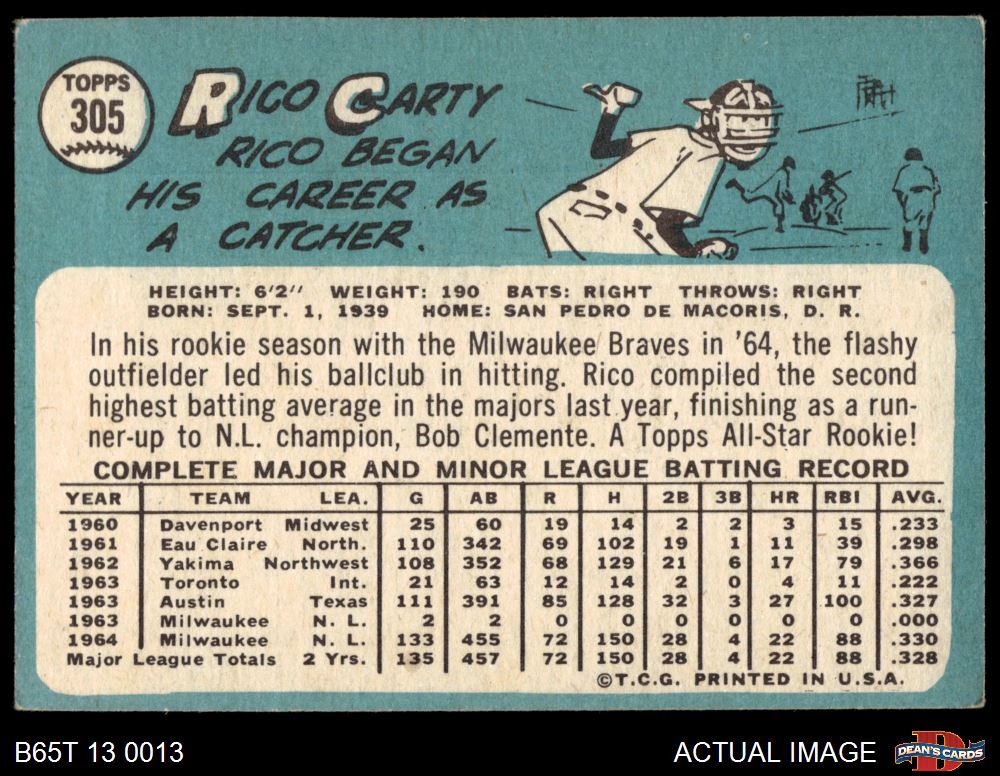 TOPPS
305
RICO CARTY
RICO BEGAN
HIS CAREER AS
A CATCHER.
HEIGHT: 6'2" WEIGHT: 190 BATS: RIGHT THROWS: RIGHT
BORN: SEPT. 1, 1939 HOME: SAN PEDRO DE MACORIS, D. R.
In his rookie season with the Milwaukee Braves in '64, the flashy
outfielder led his ballclub in hitting. Rico compiled the second
highest batting average in the majors last year, finishing as a run-
ner-up to N.L. champion, Bob Clemente. A Topps All-Star Rookie!
COMPLETE MAJOR AND MINOR LEAGUE BATTING RECORD
YEAR TEAM LEA. G AB R H 2B 3B HR RBI AVG.
1960 Davenport Midwest 25 60 19 14 2 2 3 15 .233
1961 Eau Claire North. 110 342 69 102 19 1 11 39 .298
1962 Yakima Northwest 108 352 68 129 21 6 17 79 .366
1963 Toronto Int. 21 63 12 14 2 0 4 11 .222
1963 Austin Texas 111 391 85 128 32 3 27 100 .327
1963 Milwaukee N. L. 2 2 0 0 0 0 0 0 .000
1964 Milwaukee N. L. 133 455 72 150 28 4 22 88 .330
Major League Totals 2 Yrs. 135 457 72 150 28 4 22 88 .328
©T.C.G. PRINTED IN U.S.A.
B65T 13 0013
ACTUAL IMAGE
DEAN'S CARDS